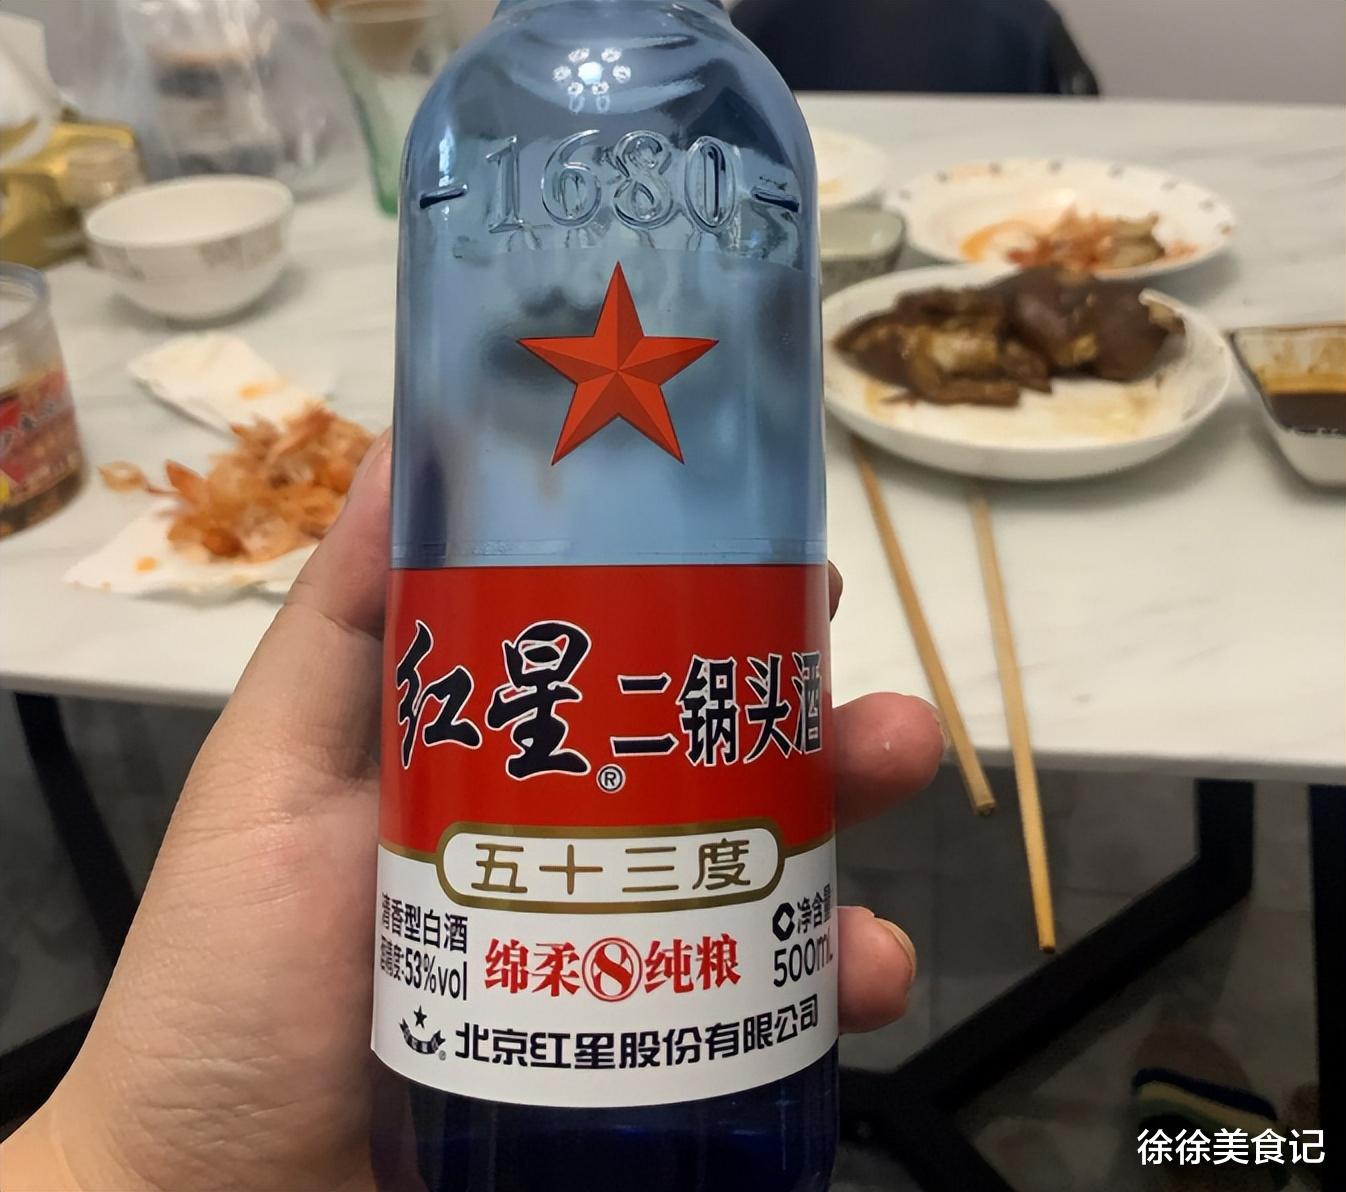 -1680-
红星®二锅头酒
五十三度
清香型白酒
酒精度:53%vol
绵柔8纯粮
净含量
500mL
北京红星股份有限公司
徐徐美食记